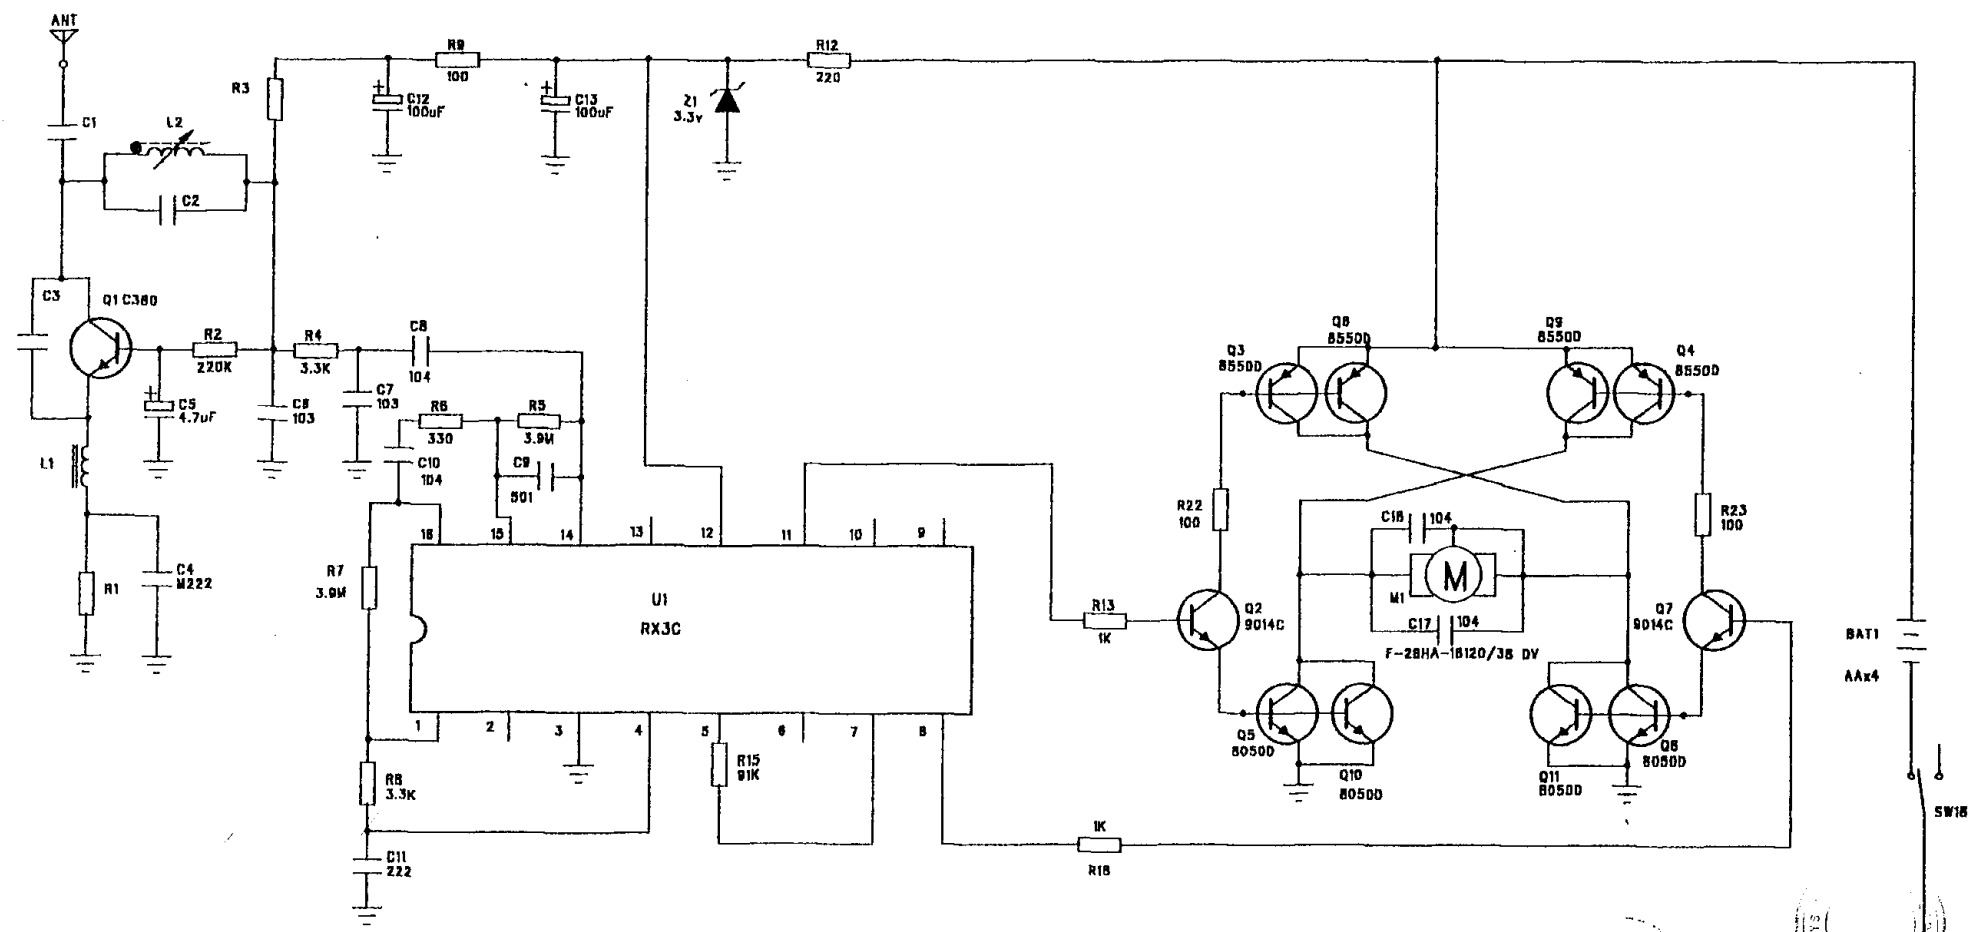 ANT
R9
100
R12
220
R3
C12
100uF
C13
100uF
Z1
3.3v
C1
L2
C2
C3
Q1 C380
R2
220K
R4
3.3K
C8
104
C5
4.7uF
C6
103
C7
103
R6
330
R5
3.9M
C10
104
C9
501
L1
R1
C4
M222
R7
3.9M
16
15
14
13
12
11
10
9
U1
RX3C
1
2
3
4
5
6
7
8
R8
3.3K
R15
91K
C11
222
R13
1K
1K
R18
Q3
8550D
Q8
8550D
Q9
8550D
Q4
8550D
R22
100
R23
100
C16
104
M
M1
C17
104
F-28HA-18120/38 DV
Q2
9014C
Q7
9014C
Q5
8050D
Q10
8050D
Q11
8050D
Q6
8050D
BAT1
AAx4